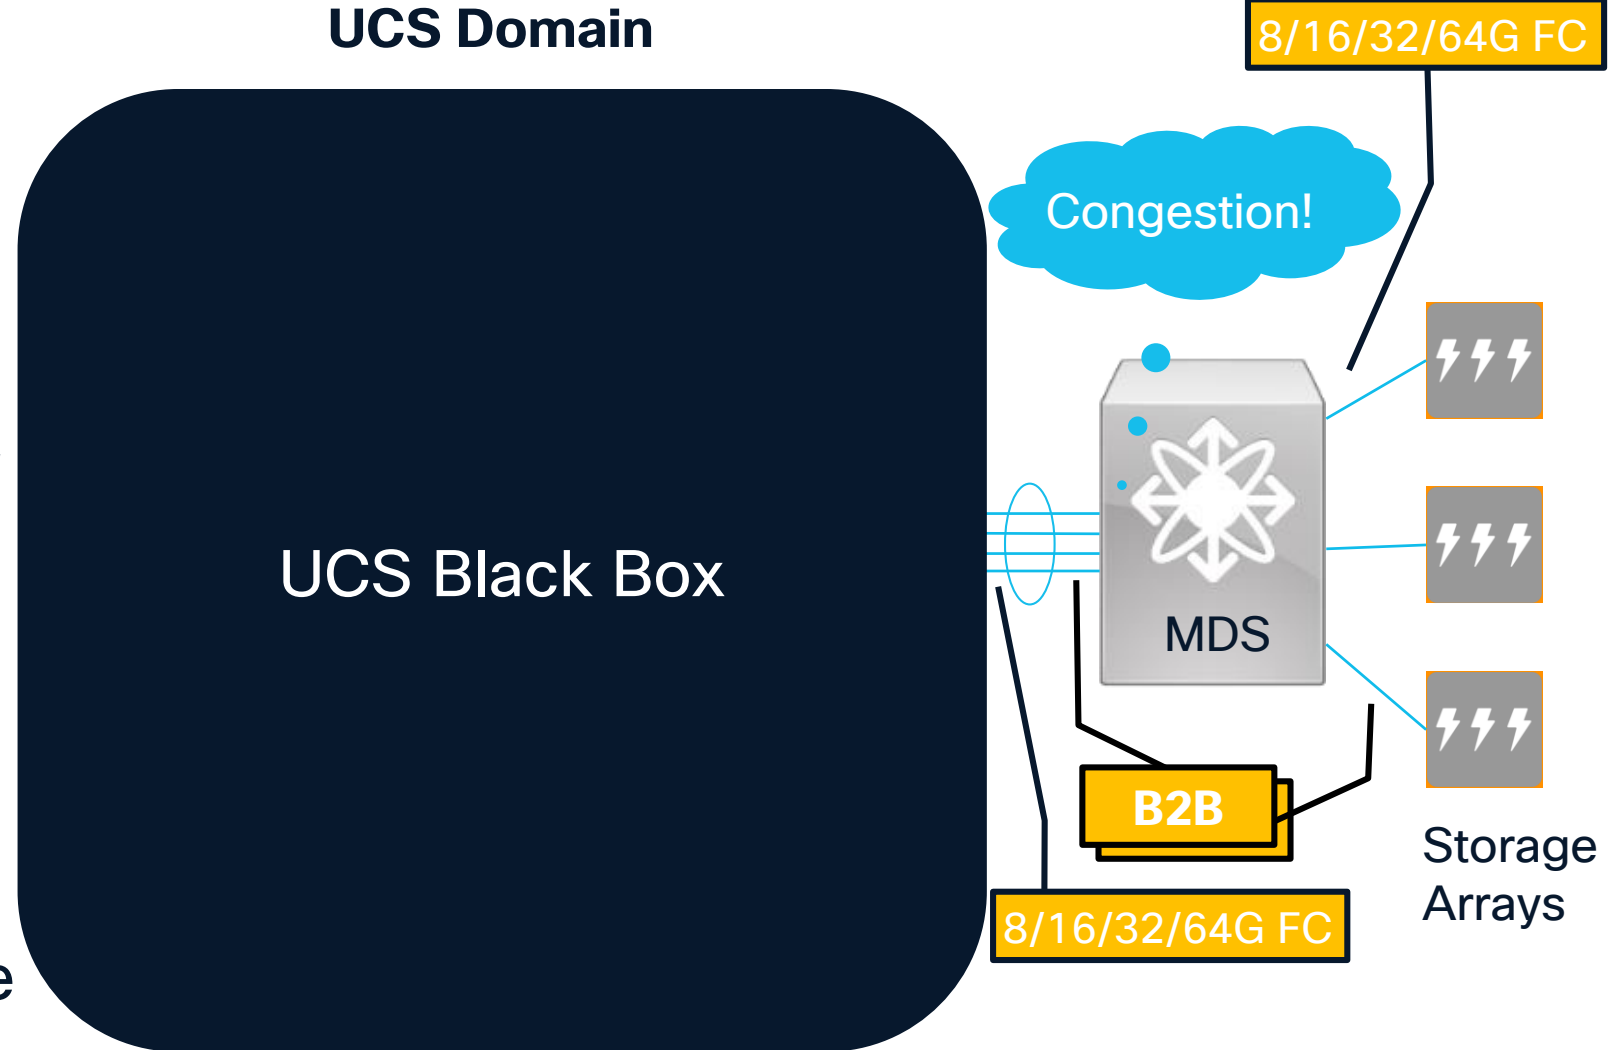 UCS Domain
8/16/32/64G FC
Congestion!
UCS Black Box
MDS
B2B
8/16/32/64G FC
Storage
Arrays
e